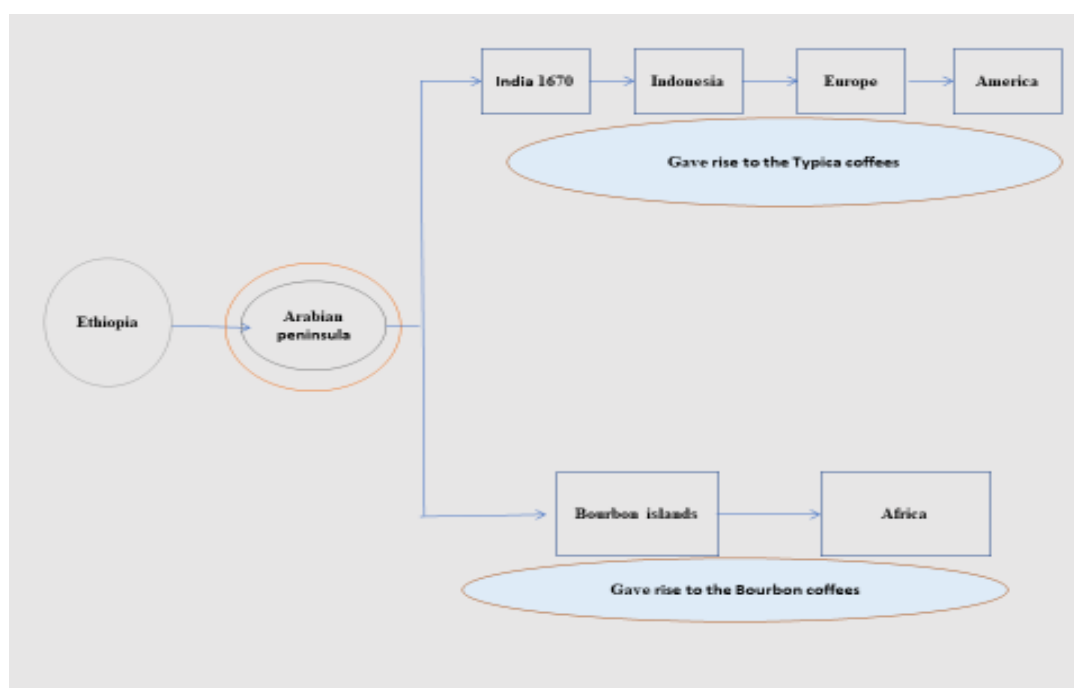 India 1670
Indonesia
Europe
America
Gave rise to the Typica coffees
Ethiopia
Arabian
peninsula
Bourbon islands
Africa
Gave rise to the Bourbon coffees